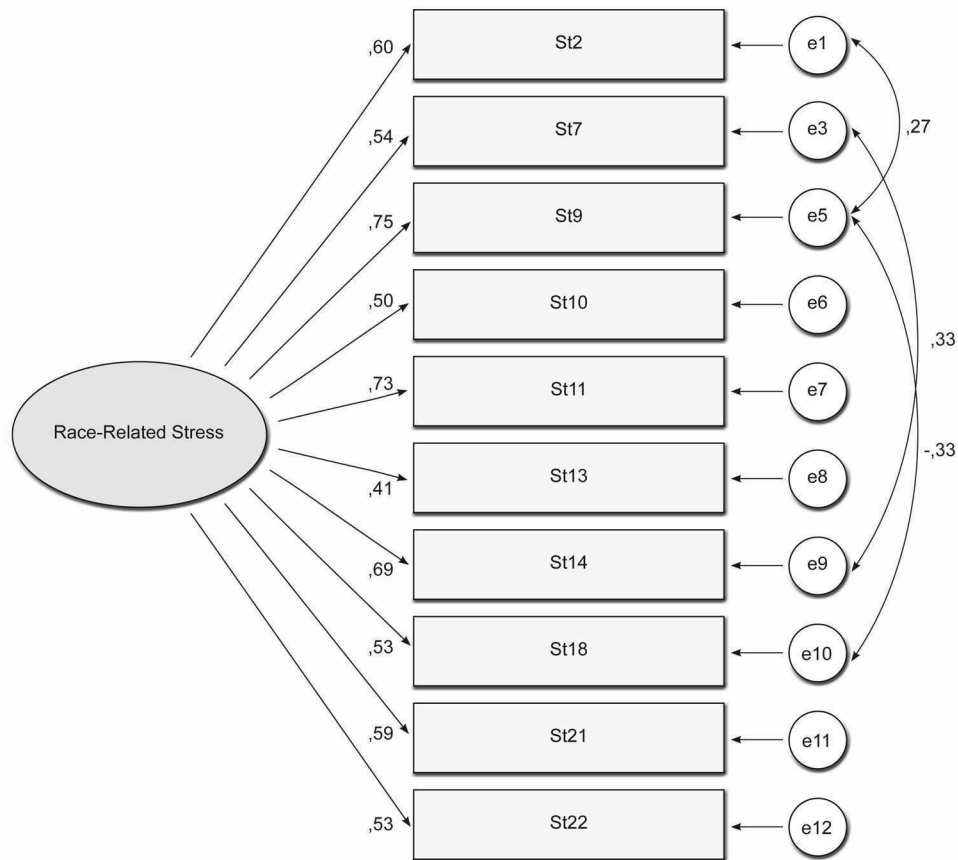 ,60
St2
e1
,54
St7
e3
,27
,75
St9
e5
,50
St10
e6
,33
,73
St11
e7
Race-Related Stress
-,33
,41
St13
e8
,69
St14
e9
,53
St18
e10
,59
St21
e11
,53
St22
e12